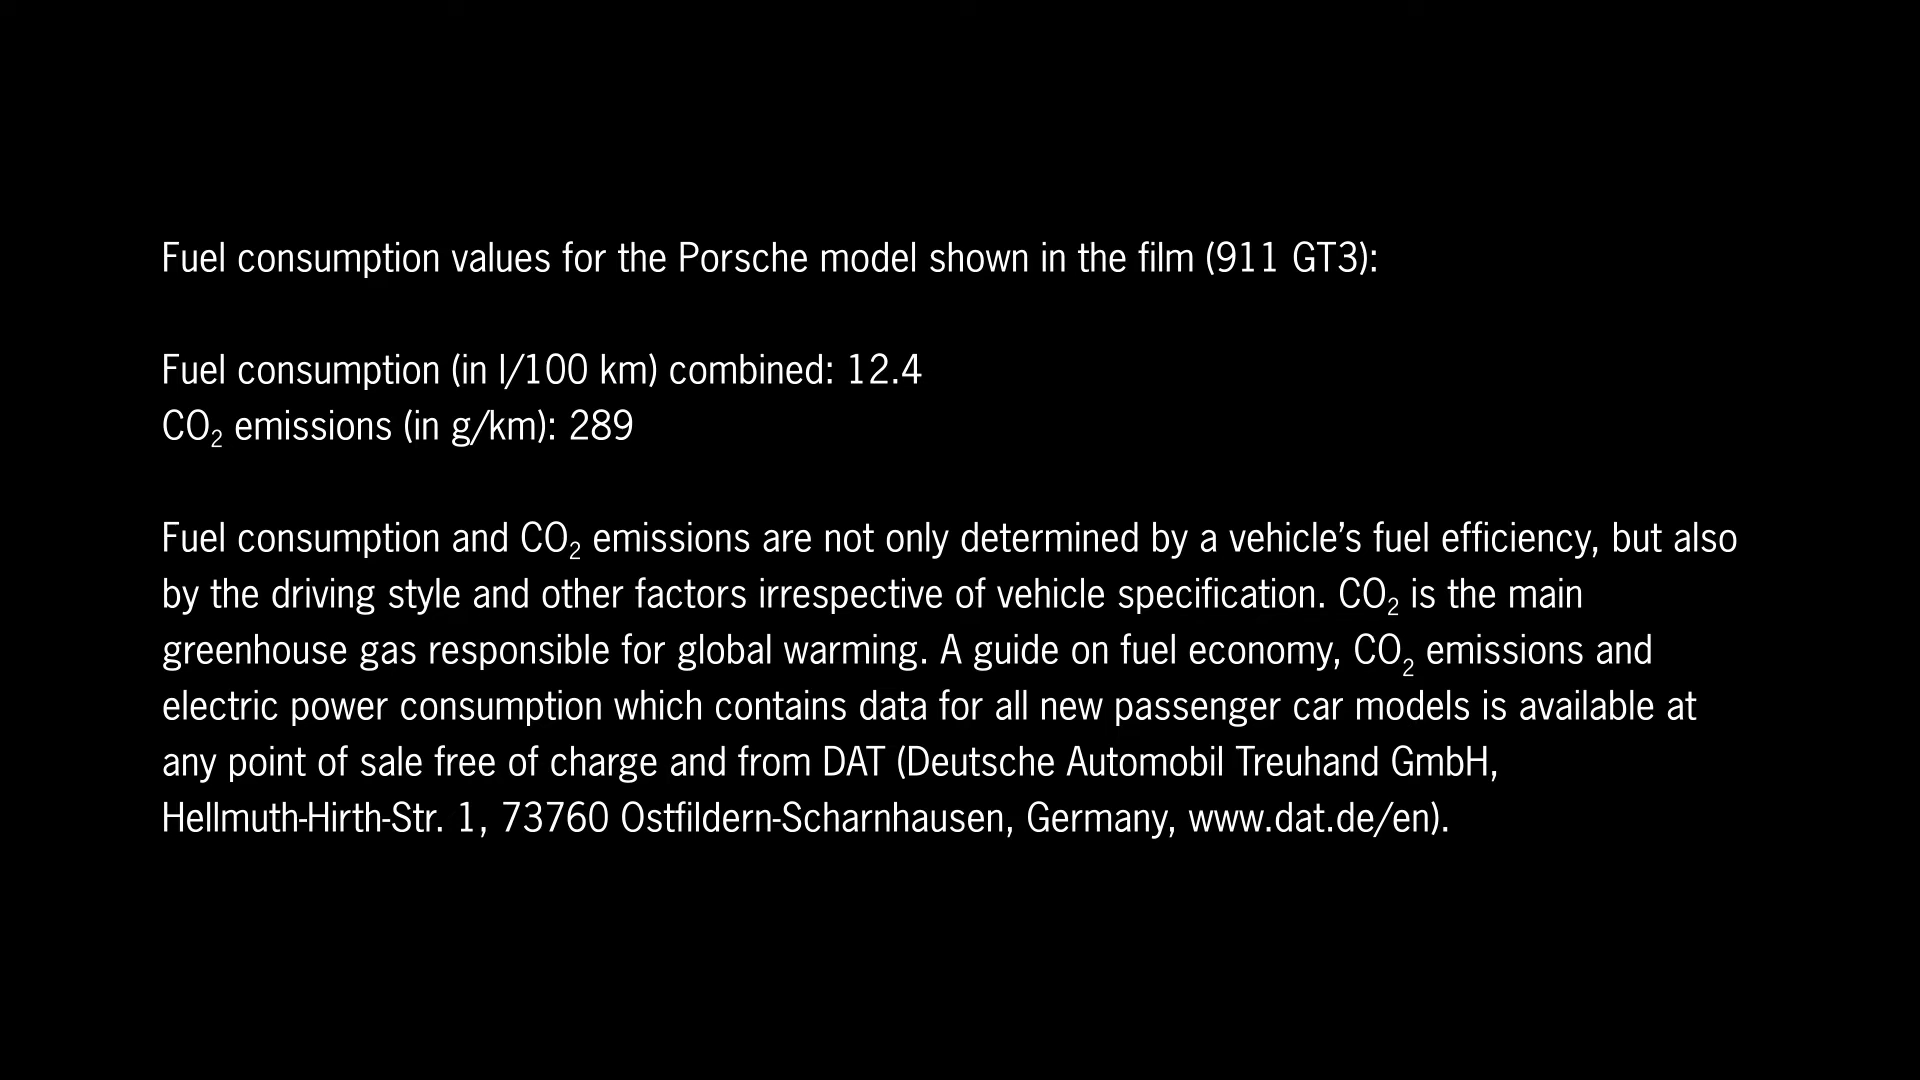 Fuel consumption values for the Porsche model shown in the film (911 GT3):
Fuel consumption (in l/100 km) combined: 12.4
CO₂ emissions (in g/km): 289
Fuel consumption and CO₂ emissions are not only determined by a vehicle’s fuel efficiency, but also
by the driving style and other factors irrespective of vehicle specification. CO₂ is the main
greenhouse gas responsible for global warming. A guide on fuel economy, CO₂ emissions and
electric power consumption which contains data for all new passenger car models is available at
any point of sale free of charge and from DAT (Deutsche Automobil Treuhand GmbH,
Hellmuth-Hirth-Str. 1, 73760 Ostfildern-Scharnhausen, Germany, www.dat.de/en).